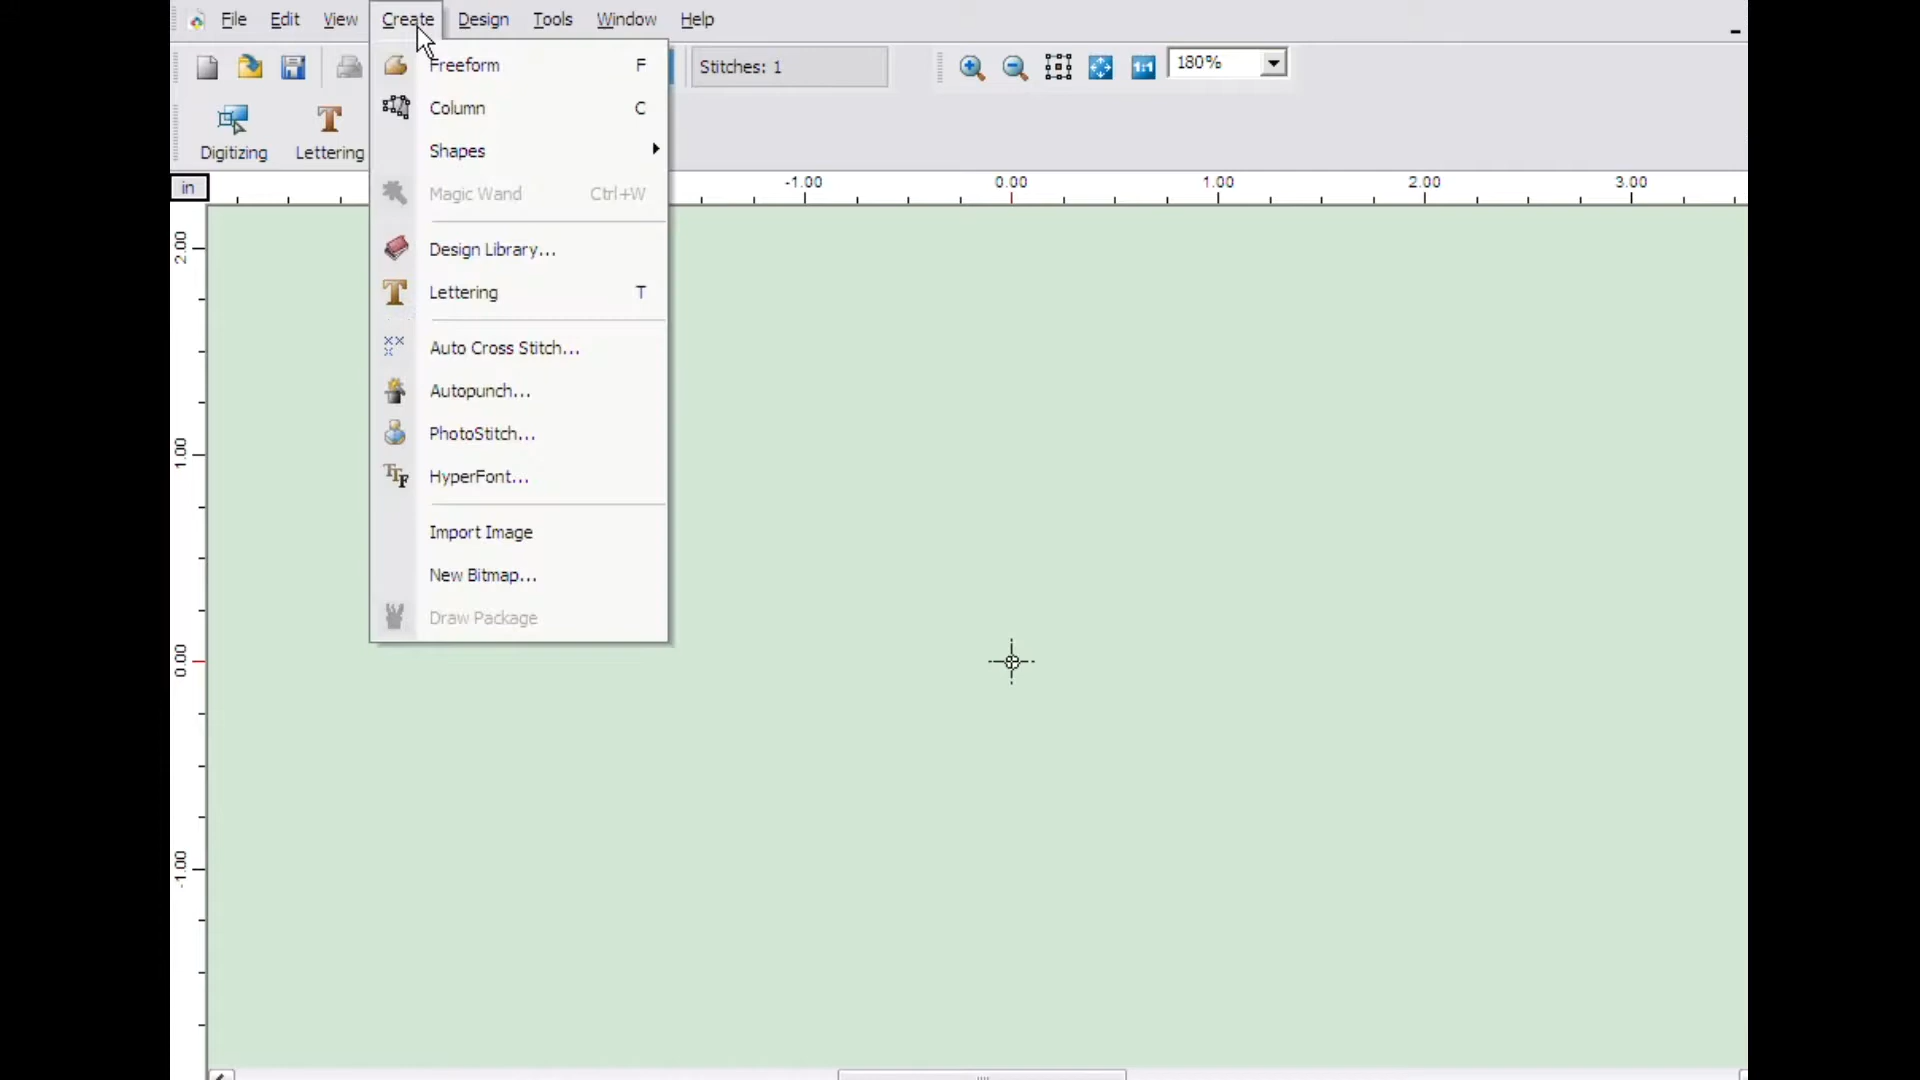 File Edit View Create Design Tools Window Help
Freeform F
Column C
Shapes
Magic Wand Ctrl+W
Design Library...
Lettering T
Auto Cross Stitch...
Autopunch...
PhotoStitch...
HyperFont...
Import Image
New Bitmap...
Draw Package
Stitches: 1
1:1
180%
Digitizing Lettering
in
-1.00 0.00 1.00 2.00 3.00
2.00
1.00
0.00
-1.00